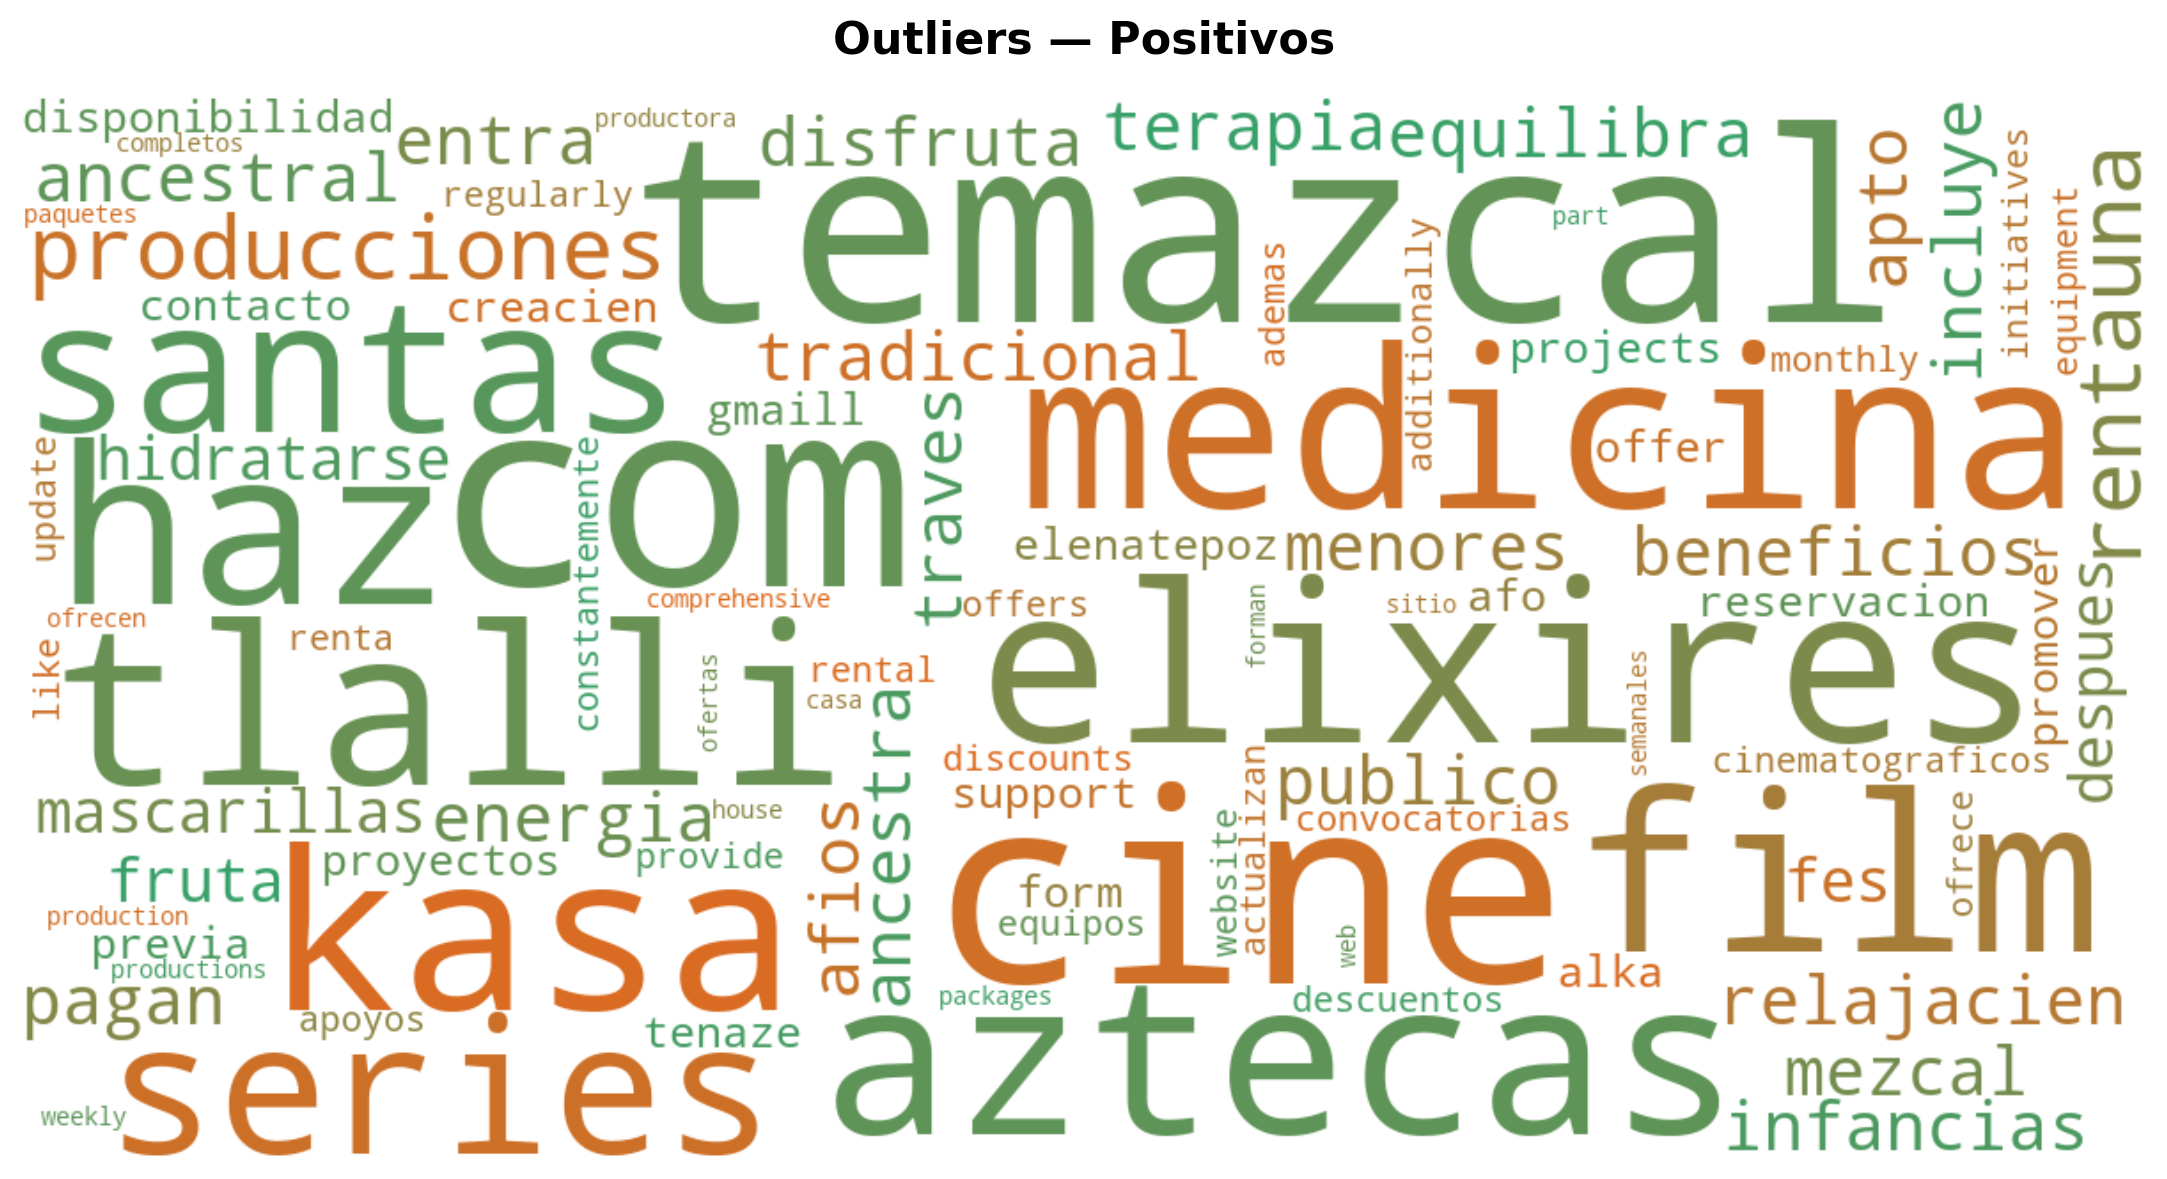 Outliers — Positivos
disponibilidad
completos
entra
productora
disfruta
terapia
equilibra
temazcal
apto
incluye
initiatives
equipment
rentauna
ancestral
regularly
paquetes
producciones
part
ademas
additionally
contacto
creacien
santas
tradicional
projects
monthly
medicina
offer
gmaill
hidratarse
haz
com
update
constantemente
traves
elenatepoz
menores
beneficios
comprehensive
offers
forman
sitio
afo
reservacion
promover
despues
ofrecen
like
renta
tlalli
ofertas
rental
casa
elixires
semanales
ancestra
discounts
support
publico
cinematograficos
mascarillas
energia
house
afios
convocatorias
actualizan
website
cine
film
fruta
proyectos
provide
form
equipos
web
fes
ofrece
kasa
production
previa
productions
alka
pagan
apoyos
tenaze
packages
descuentos
relajacien
series
aztecas
mezcal
weekly
infancias